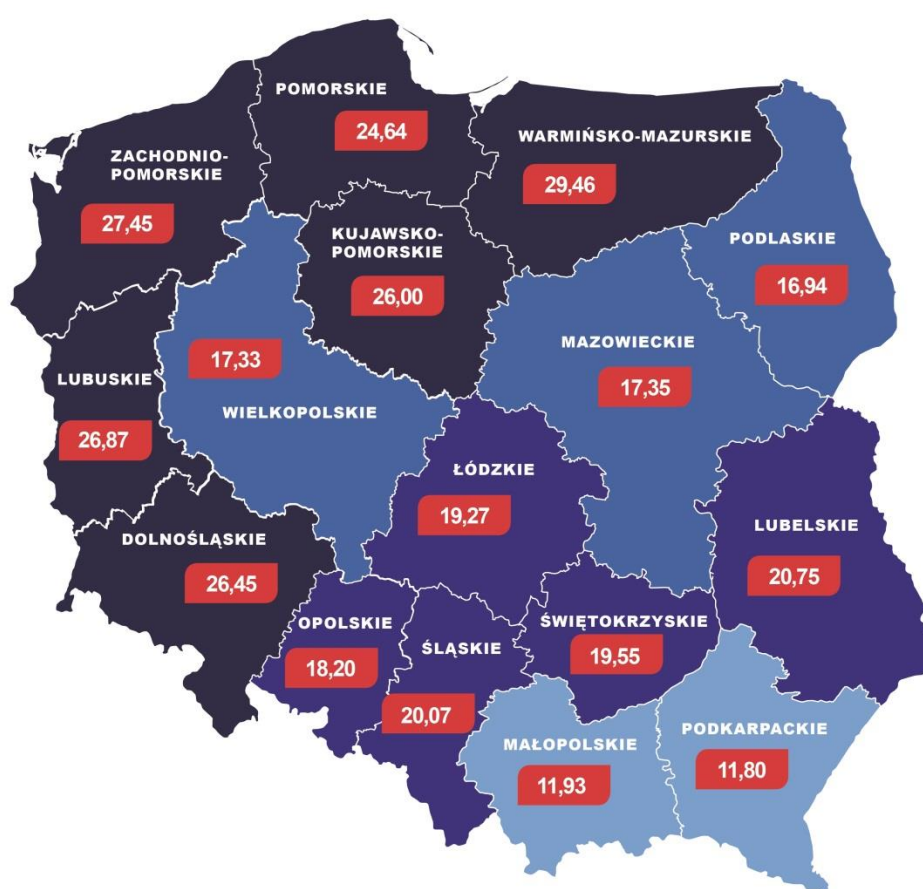 POMORSKIE
24,64
WARMIŃSKO-MAZURSKIE
29,46
ZACHODNIO-
POMORSKIE
27,45
KUJAWSKO-
POMORSKIE
26,00
PODLASKIE
16,94
MAZOWIECKIE
17,35
17,33
WIELKOPOLSKIE
LUBUSKIE
26,87
ŁÓDZKIE
19,27
LUBELSKIE
20,75
DOLNOŚLĄSKIE
26,45
OPOLSKIE
18,20
ŚLĄSKIE
20,07
ŚWIĘTOKRZYSKIE
19,55
MAŁOPOLSKIE
11,93
PODKARPACKIE
11,80